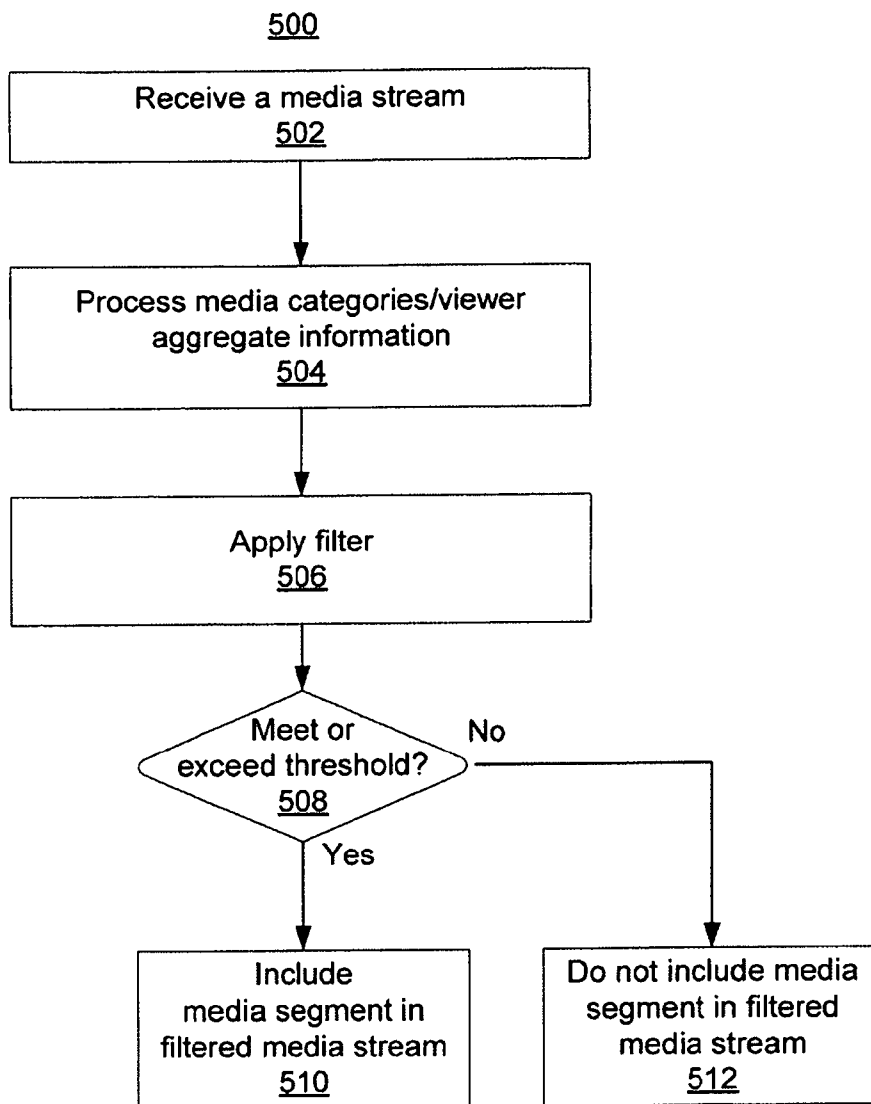 500
Receive a media stream
502
Process media categories/viewer
aggregate information
504
Apply filter
506
Meet or
exceed threshold?
508
No
Yes
Include
media segment in
filtered media stream
510
Do not include media
segment in filtered
media stream
512